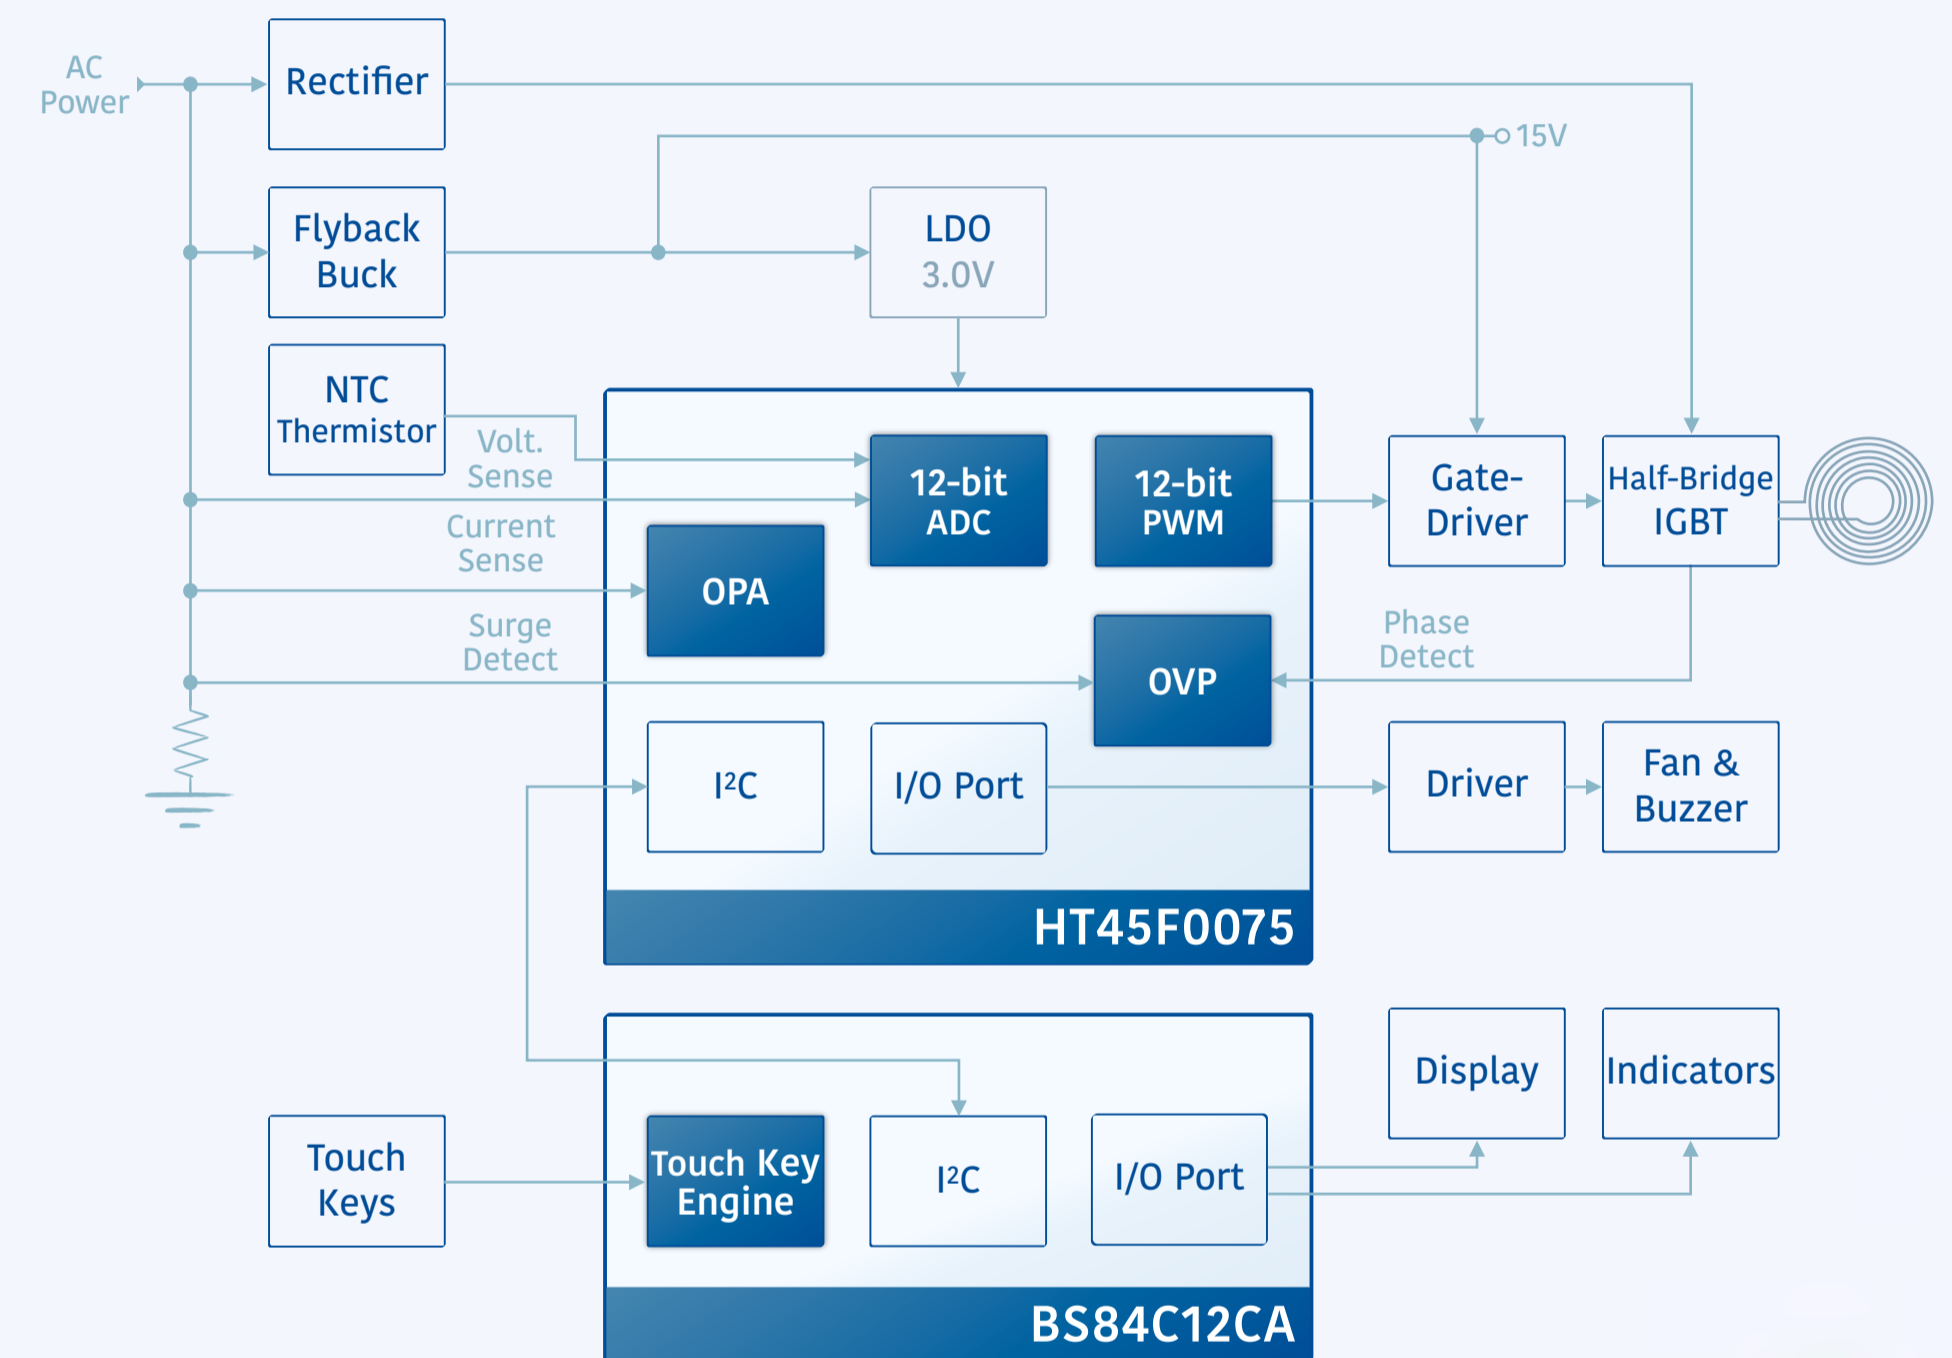 AC
Power
Rectifier
15V
Flyback
Buck
LDO
3.0V
NTC
Thermistor
Volt.
Sense
12-bit
ADC
12-bit
PWM
Gate-
Driver
Half-Bridge
IGBT
Current
Sense
OPA
Surge
Detect
OVP
Phase
Detect
I²C
I/O Port
Driver
Fan &
Buzzer
HT45F0075
Display
Indicators
Touch
Keys
Touch Key
Engine
I²C
I/O Port
BS84C12CA